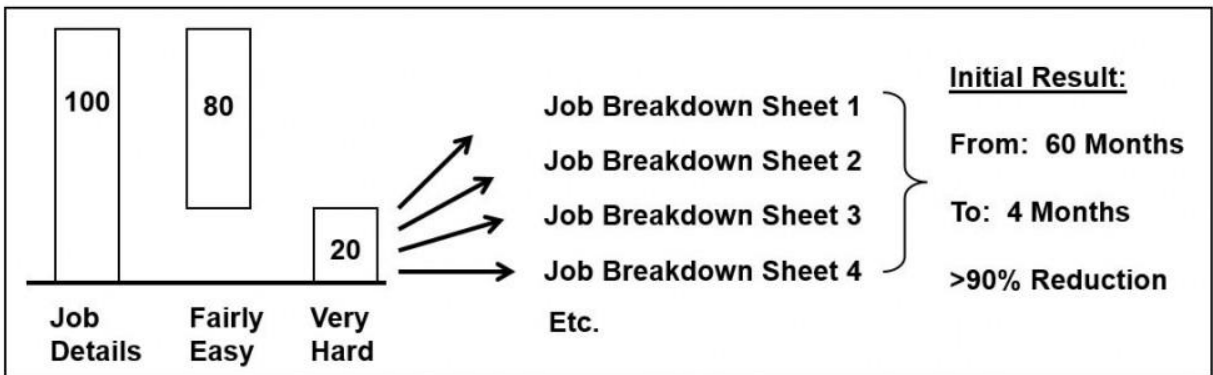 100
80
20
Job
Details
Fairly
Easy
Very
Hard
Job Breakdown Sheet 1
Job Breakdown Sheet 2
Job Breakdown Sheet 3
Job Breakdown Sheet 4
Etc.
Initial Result:
From: 60 Months
To: 4 Months
>90% Reduction